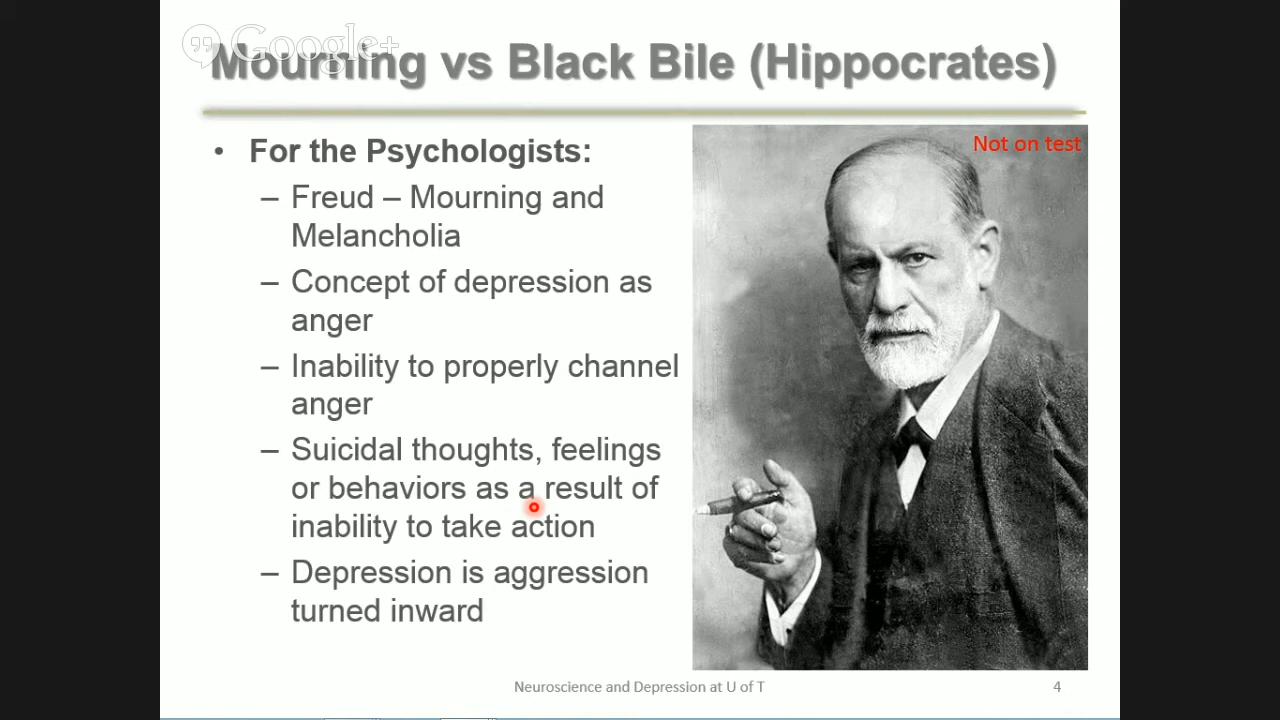 Google+
Mourning vs Black Bile (Hippocrates)
Not on test
• For the Psychologists:
– Freud – Mourning and
Melancholia
– Concept of depression as
anger
– Inability to properly channel
anger
– Suicidal thoughts, feelings
or behaviors as a result of
inability to take action
– Depression is aggression
turned inward
Neuroscience and Depression at U of T
4